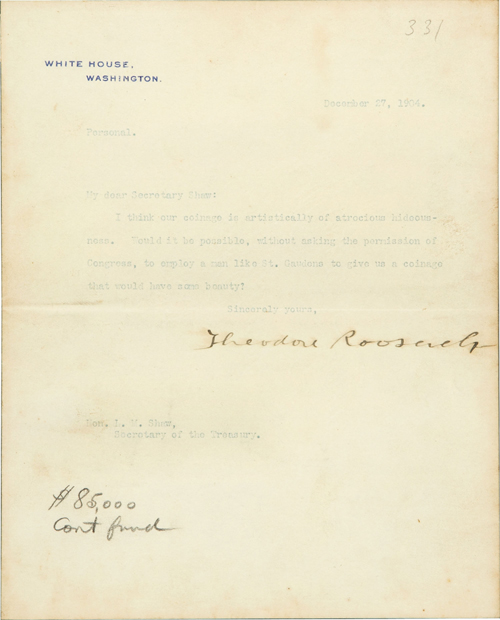 331
WHITE HOUSE,
WASHINGTON.
December 27, 1904.
Personal.
My dear Secretary Shaw:
I think our coinage is artistically of atrocious hideous-
ness. Would it be possible, without asking the permission of
Congress, to employ a man like St. Gaudens to give us a coinage
that would have some beauty?
Sincerely yours,
Theodore Roosevelt
Hon. L. M. Shaw,
Secretary of the Treasury.
$85,000
Cont fund